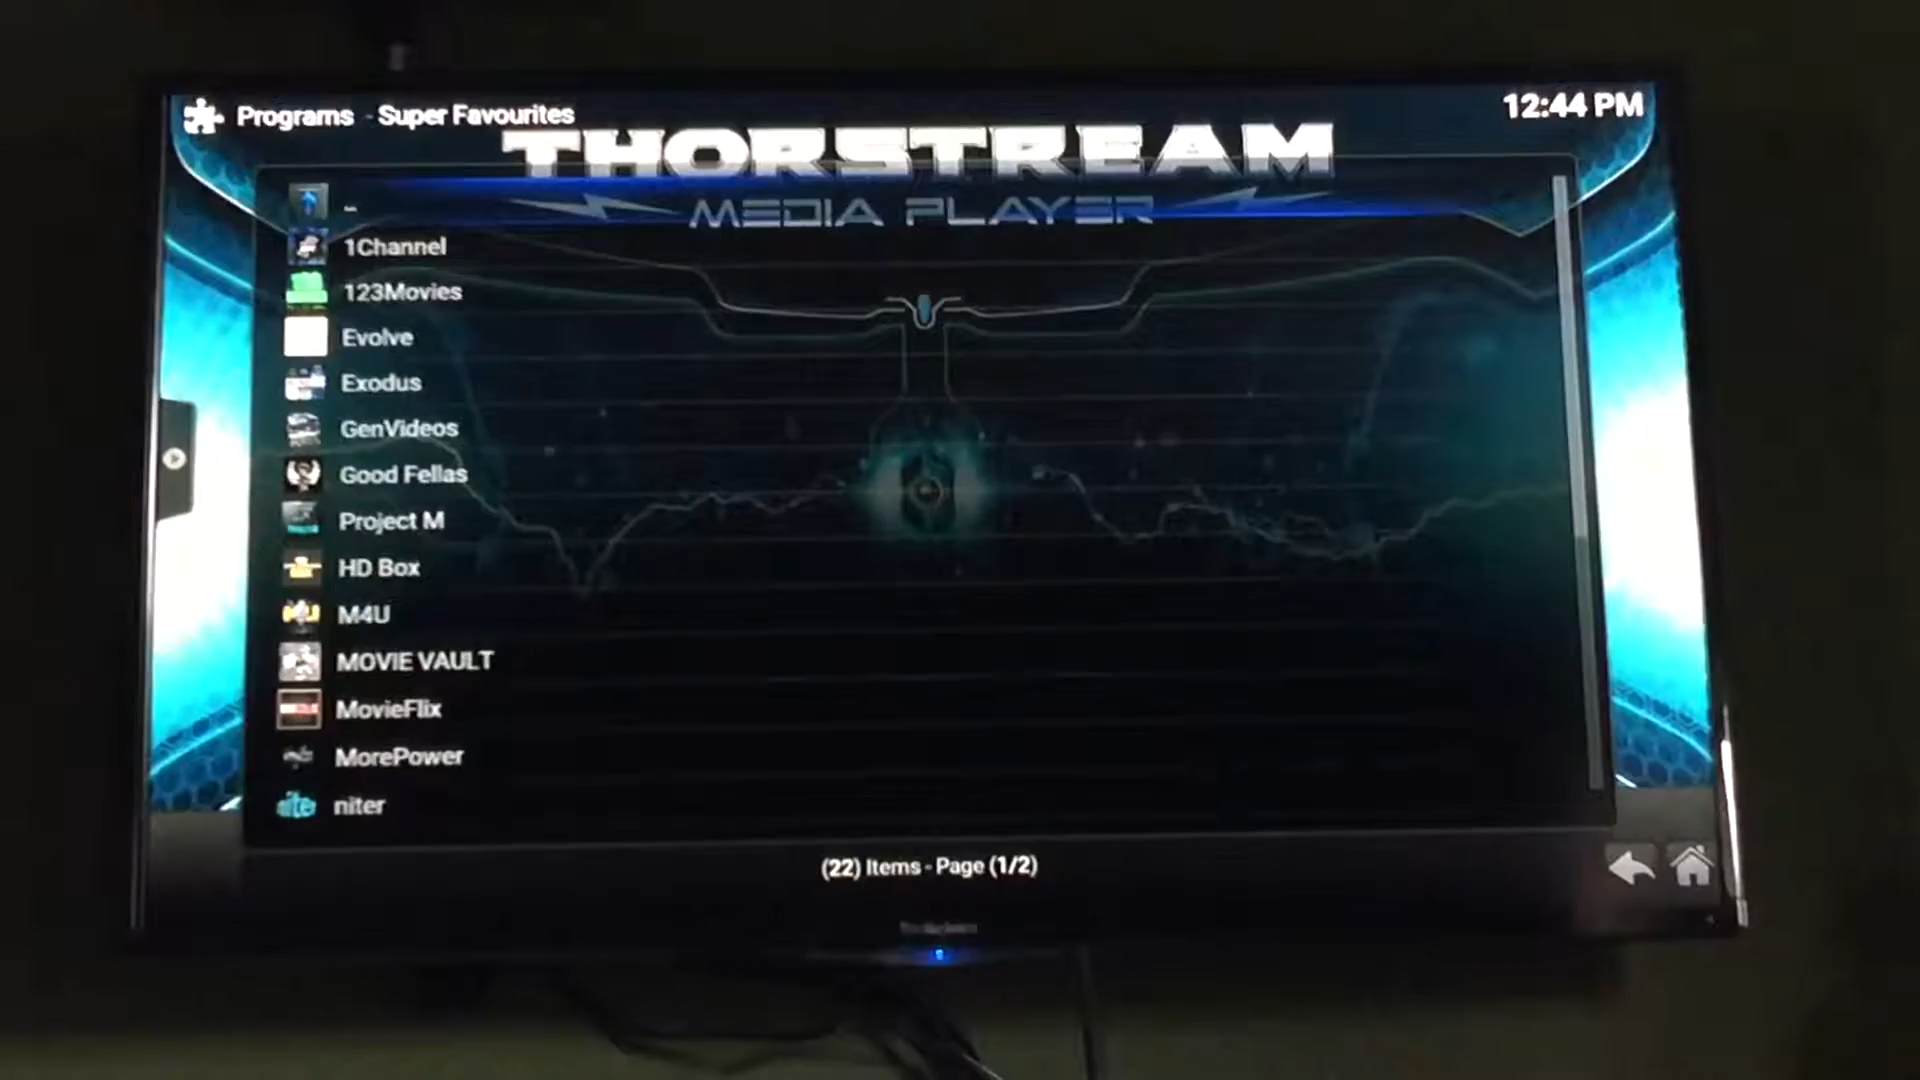 Programs - Super Favourites
12:44 PM
THORSTREAM
MEDIA PLAYER
..
1Channel
123Movies
Evolve
Exodus
GenVideos
Good Fellas
Project M
HD Box
M4U
MOVIE VAULT
MovieFlix
MorePower
niter
(22) Items - Page (1/2)